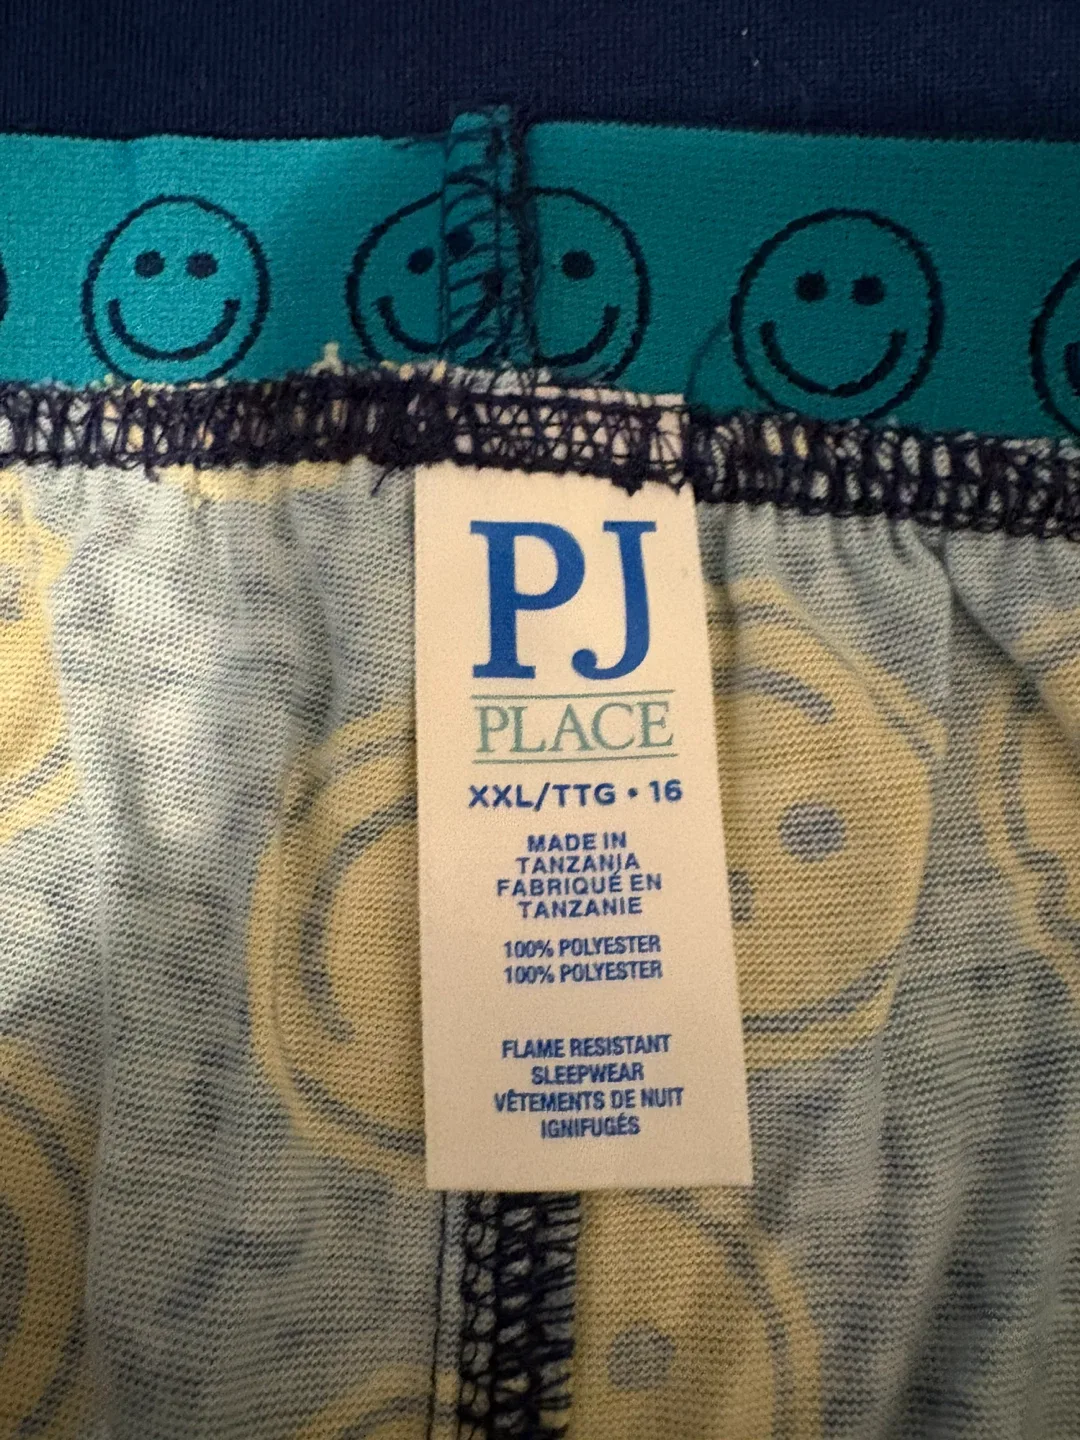 PJ
PLACE
XXL/TTG • 16
MADE IN
TANZANIA
FABRIQUÉ EN
TANZANIE
100% POLYESTER
100% POLYESTER
FLAME RESISTANT
SLEEPWEAR
VÊTEMENTS DE NUIT
IGNIFUGÉS